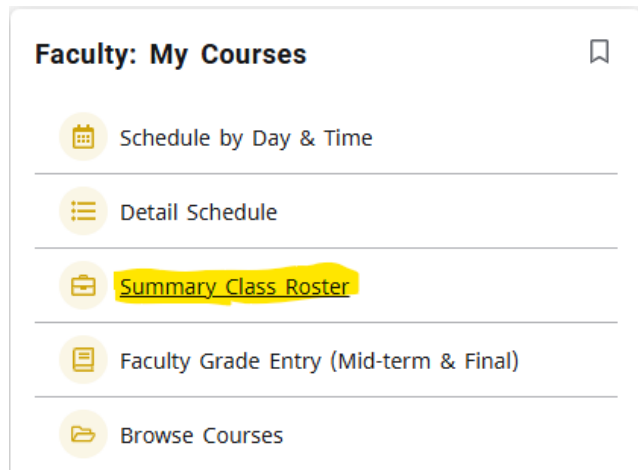 Faculty: My Courses
Schedule by Day & Time
Detail Schedule
Summary Class Roster
Faculty Grade Entry (Mid-term & Final)
Browse Courses